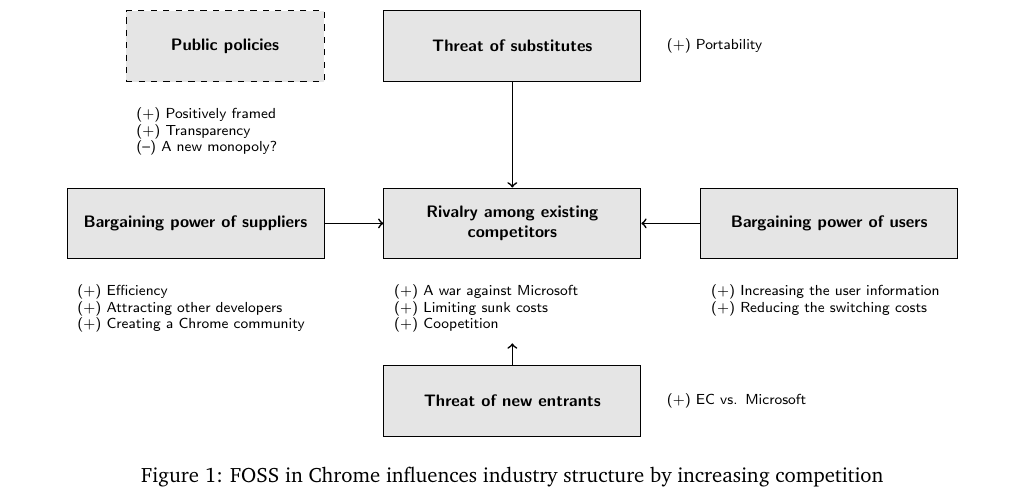 Public policies
Threat of substitutes
(+) Portability
(+) Positively framed
(+) Transparency
(–) A new monopoly?
Bargaining power of suppliers
Rivalry among existing
competitors
Bargaining power of users
(+) Efficiency
(+) Attracting other developers
(+) Creating a Chrome community
(+) A war against Microsoft
(+) Limiting sunk costs
(+) Coopetition
(+) Increasing the user information
(+) Reducing the switching costs
Threat of new entrants
(+) EC vs. Microsoft
Figure 1: FOSS in Chrome influences industry structure by increasing competition